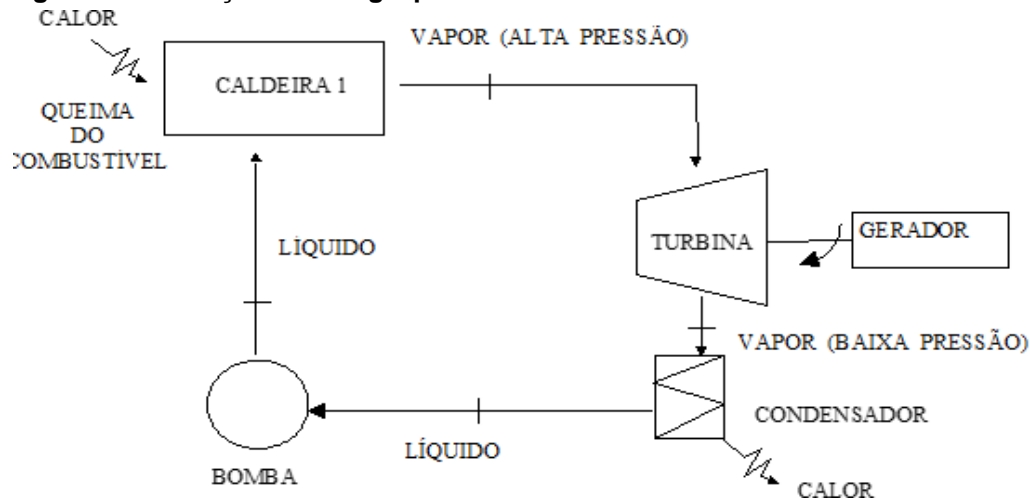 CALOR
VAPOR (ALTA PRESSÃO)
CALDEIRA 1
QUEIMA
DO
COMBUSTÍVEL
TURBINA
GERADOR
LÍQUIDO
VAPOR (BAIXA PRESSÃO)
CONDENSADOR
LÍQUIDO
BOMBA
CALOR